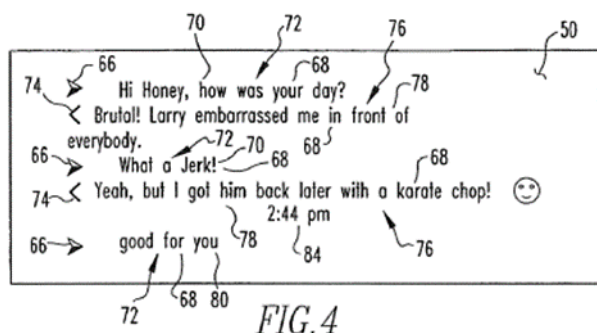 70 72 76 50
66 68
Hi Honey, how was your day? 78
74 < Brutal! Larry embarrassed me in front of
everybody. 72 70 68
66 What a Jerk! 68 68
74 < Yeah, but I got him back later with a karate chop!
2:44 pm
66 good for you 78 84 76
72 68 80
FIG. 4